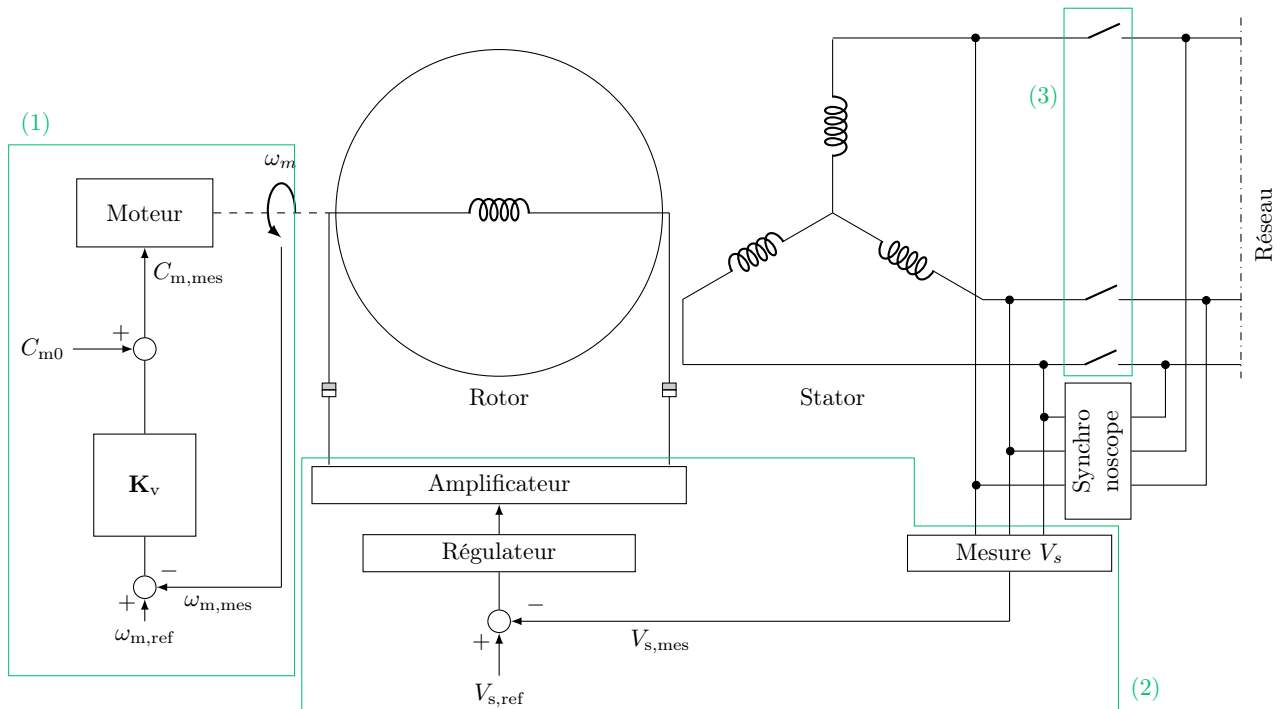 (1)
(3)
ω_m
Moteur
Réseau
C_m,mes
+
C_m0
Rotor
Stator
Synchro
noscope
K_v
Amplificateur
Régulateur
Mesure V_s
−
+
ω_m,mes
ω_m,ref
−
+
V_s,mes
V_s,ref
(2)